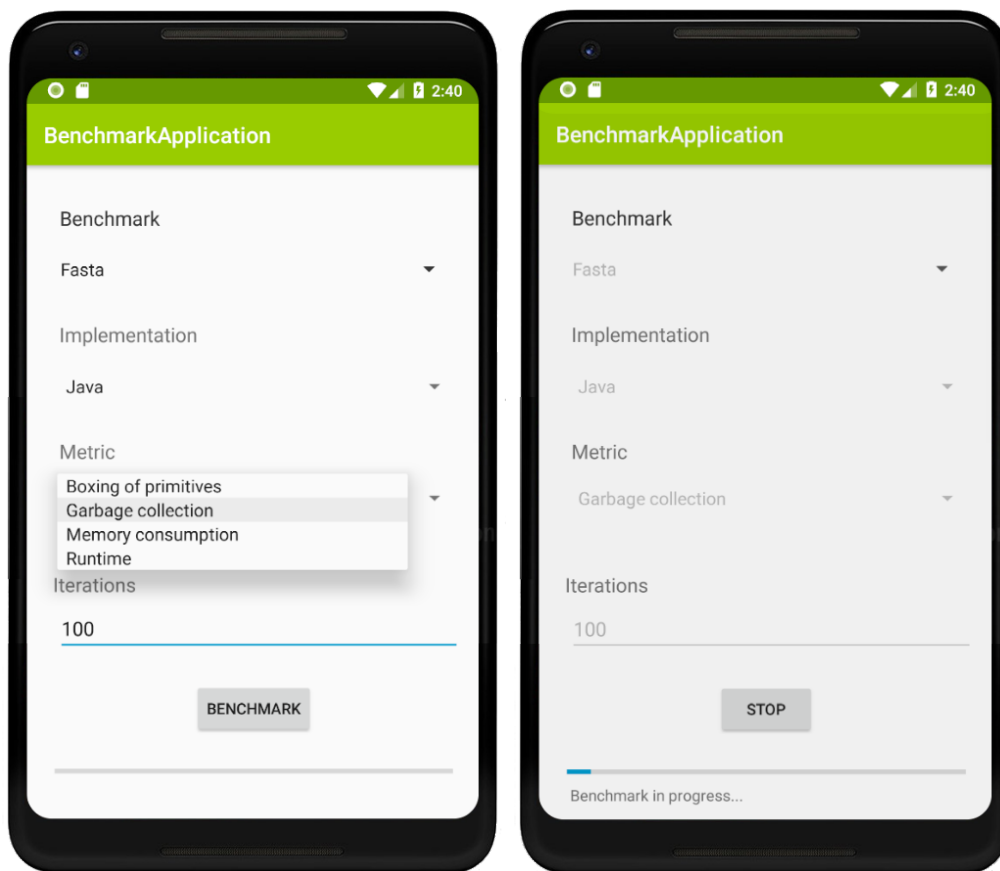 2:40
BenchmarkApplication
Benchmark
Fasta
Implementation
Java
Metric
Boxing of primitives
Garbage collection
Memory consumption
Runtime
Iterations
100
BENCHMARK
2:40
BenchmarkApplication
Benchmark
Fasta
Implementation
Java
Metric
Garbage collection
Iterations
100
STOP
Benchmark in progress...